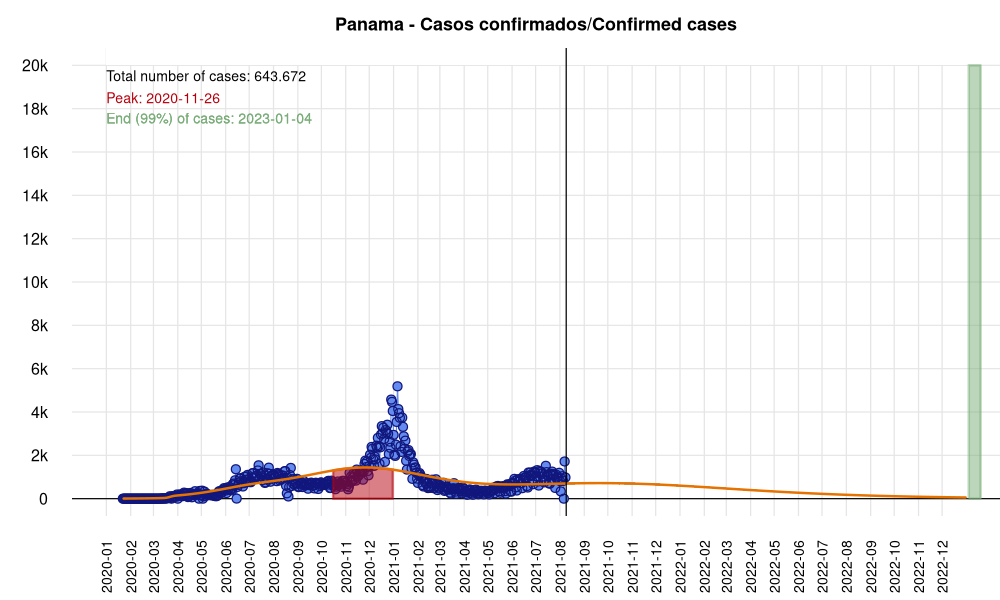 Panama - Casos confirmados/Confirmed cases
Total number of cases: 643.672
Peak: 2020-11-26
End (99%) of cases: 2023-01-04
20k
18k
16k
14k
12k
10k
8k
6k
4k
2k
0
2020-01
2020-02
2020-03
2020-04
2020-05
2020-06
2020-07
2020-08
2020-09
2020-10
2020-11
2020-12
2021-01
2021-02
2021-03
2021-04
2021-05
2021-06
2021-07
2021-08
2021-09
2021-10
2021-11
2021-12
2022-01
2022-02
2022-03
2022-04
2022-05
2022-06
2022-07
2022-08
2022-09
2022-10
2022-11
2022-12